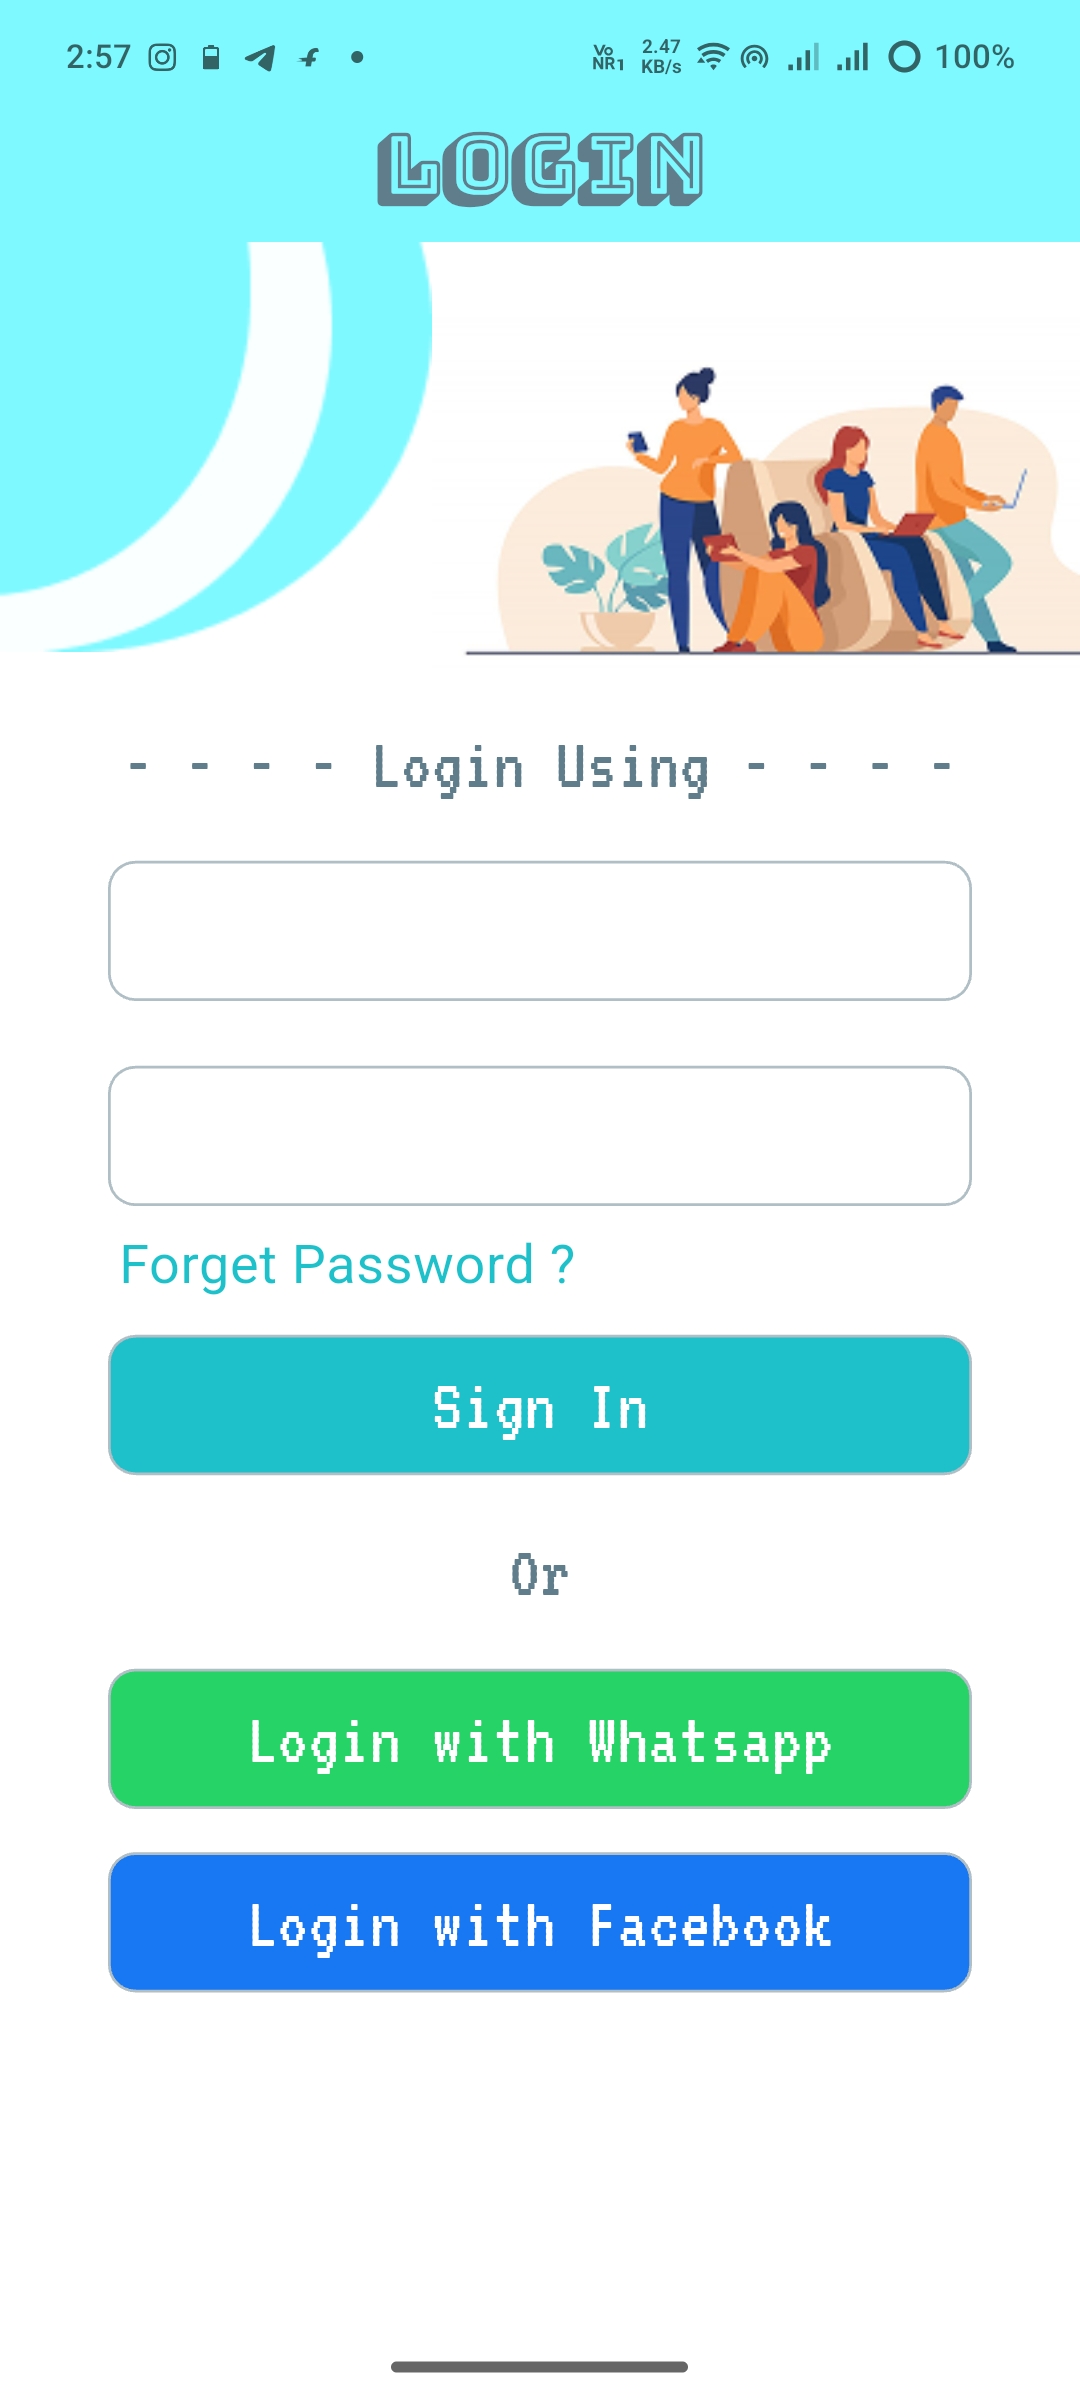 2:57
Vo NR1 2.47 KB/s 100%
LOGIN
- - - - Login Using - - - -
Forget Password ?
Sign In
Or
Login with Whatsapp
Login with Facebook